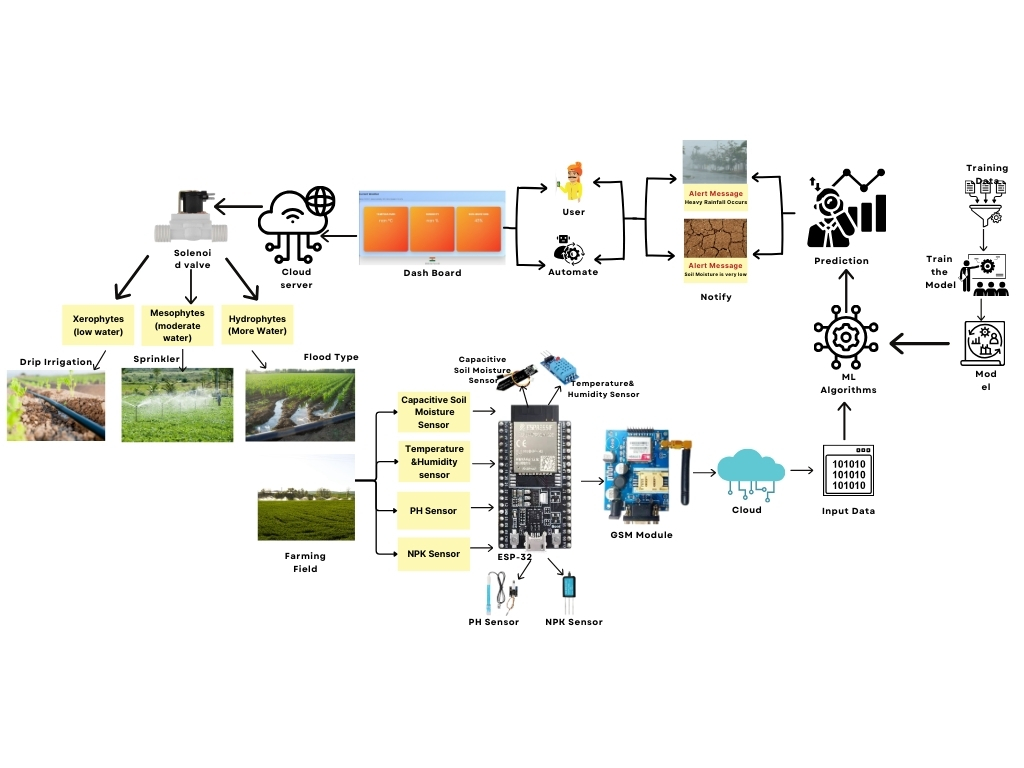 Training
Data
Alert Message
Heavy Rainfall Occurs
User
Solenoi
d valve
Cloud
server
Dash Board
Automate
Alert Message
Soil Moisture is very low
Notify
Prediction
Train
the
Model
Xerophytes
(low water)
Mesophytes
(moderate
water)
Hydrophytes
(More Water)
Drip Irrigation
Sprinkler
Flood Type
Capacitive
Soil Moisture
Sensor
Temperature&
Humidity Sensor
ML
Algorithms
Mod
el
Capacitive Soil
Moisture
Sensor
Temperature
&Humidity
sensor
PH Sensor
NPK Sensor
Farming
Field
ESP-32
GSM Module
Cloud
101010
101010
101010
Input Data
PH Sensor
NPK Sensor